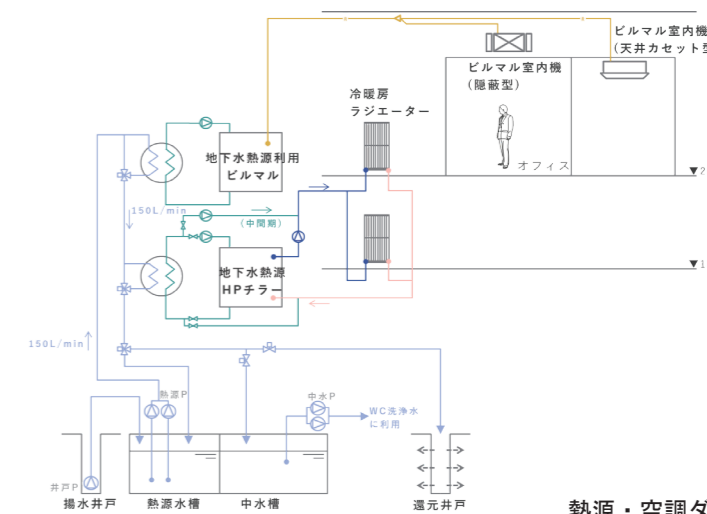 ビルマル室内機
(天井カセット型
ビルマル室内機
(隠蔽型)
冷暖房
ラジエーター
オフィス
地下水熱源利用
ビルマル
▼2
150L/min
(中間期)
地下水熱源
HPチラー
▼1
150L/min
熱源P
中水P
WC洗浄水
に利用
井戸P
揚水井戸
熱源水槽
中水槽
還元井戸
熱源・空調ダ